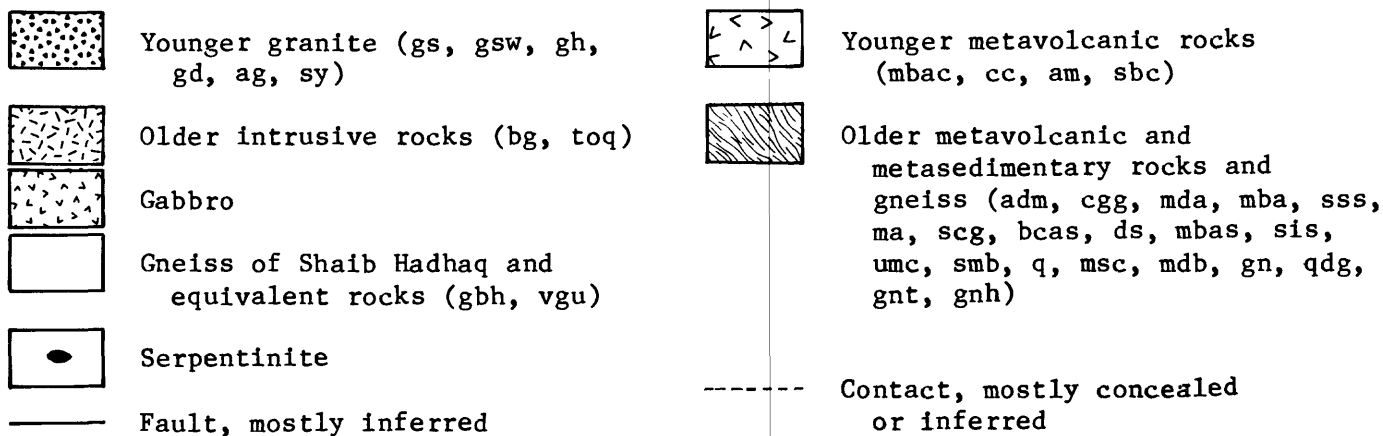 Younger granite (gs, gsw, gh,
gd, ag, sy)
Older intrusive rocks (bg, toq)
Gabbro
Gneiss of Shaib Hadhaq and
equivalent rocks (gbh, vgu)
Serpentinite
Fault, mostly inferred
Younger metavolcanic rocks
(mbac, cc, am, sbc)
Older metavolcanic and
metasedimentary rocks and
gneiss (adm, cgg, mda, mba, sss,
ma, scg, bcas, ds, mbas, sis,
umc, smb, q, msc, mdb, gn, qdg,
gnt, gnh)
Contact, mostly concealed
or inferred